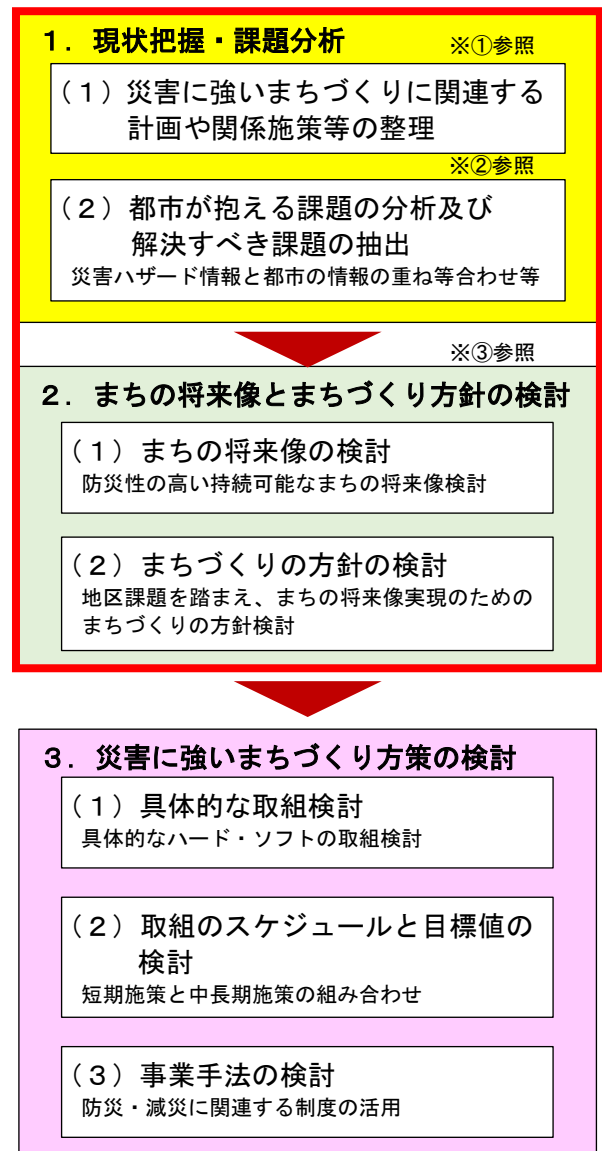 １．現状把握・課題分析
※①参照
（１）災害に強いまちづくりに関連する
計画や関係施策等の整理
※②参照
（２）都市が抱える課題の分析及び
解決すべき課題の抽出
災害ハザード情報と都市の情報の重ね等合わせ等
※③参照
２．まちの将来像とまちづくり方針の検討
（１）まちの将来像の検討
防災性の高い持続可能なまちの将来像検討
（２）まちづくりの方針の検討
地区課題を踏まえ、まちの将来像実現のための
まちづくりの方針検討
３．災害に強いまちづくり方策の検討
（１）具体的な取組検討
具体的なハード・ソフトの取組検討
（２）取組のスケジュールと目標値の
検討
短期施策と中長期施策の組み合わせ
（３）事業手法の検討
防災・減災に関連する制度の活用